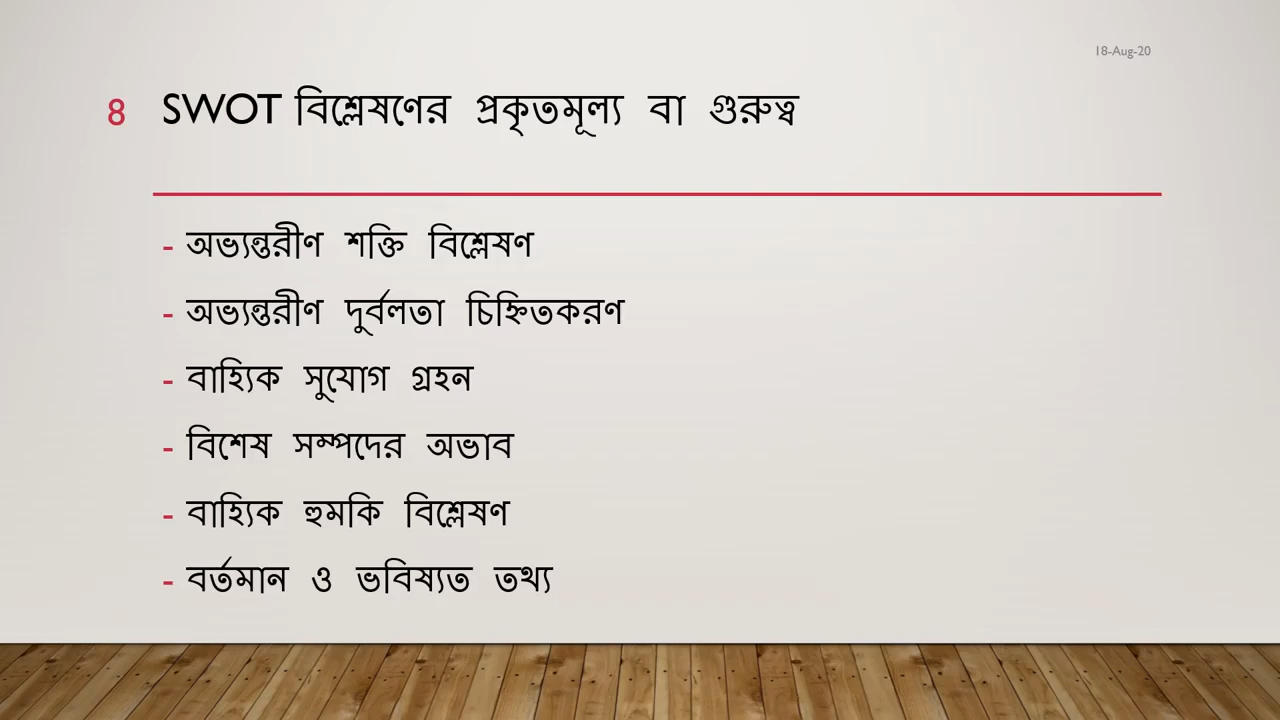 18-Aug-20
8 SWOT বিশ্লেষণের প্রকৃতমূল্য বা গুরুত্ব
- অভ্যন্তরীণ শক্তি বিশ্লেষণ
- অভ্যন্তরীণ দুর্বলতা চিহ্নিতকরণ
- বাহ্যিক সুযোগ গ্রহন
- বিশেষ সম্পদের অভাব
- বাহ্যিক হুমকি বিশ্লেষণ
- বর্তমান ও ভবিষ্যত তথ্য